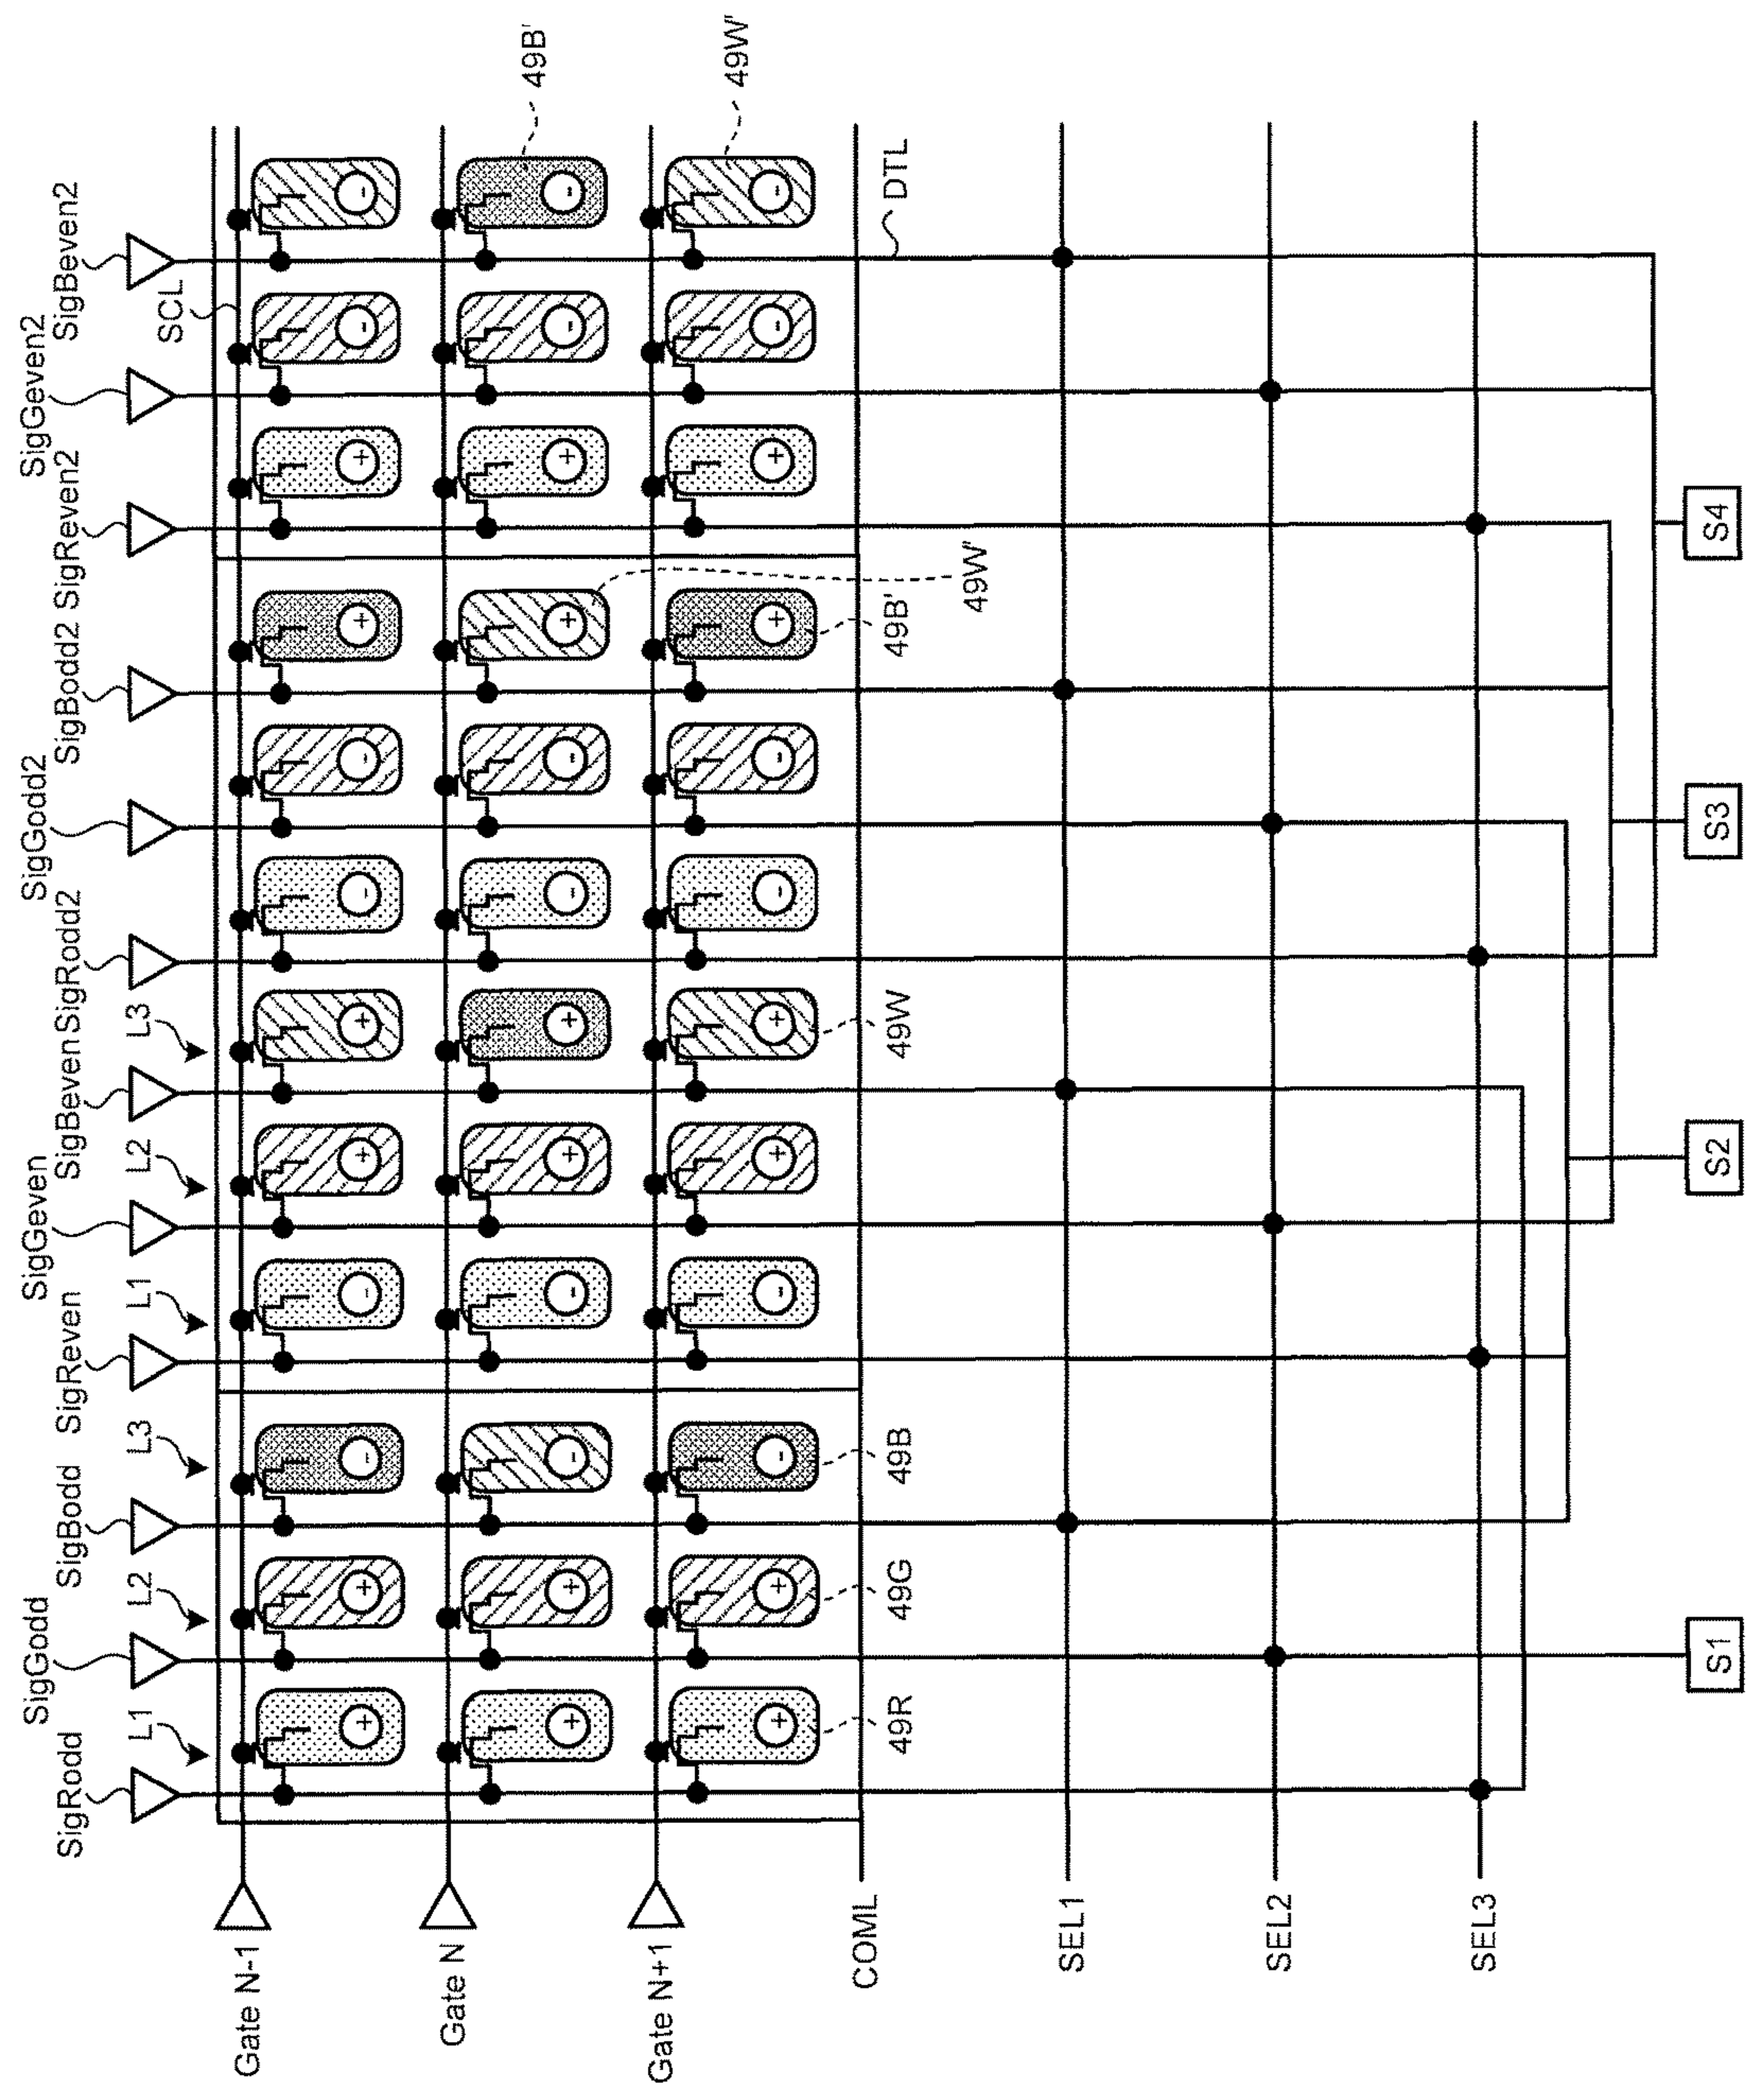 SigRodd
SigGodd
SigBodd
SigReven
SigGeven
SigBeven
SigRodd2
SigGodd2
SigBodd2
SigReven2
SigGeven2
SigBeven2
L1
L2
L3
L1
L2
L3
SCL
Gate N-1
+
+
-
-
+
+
-
-
+
+
-
-
Gate N
+
+
-
-
+
+
-
-
+
+
-
-
49B'
Gate N+1
+
+
-
-
+
+
-
-
+
+
-
-
49W'
49R
49G
49B
49W
49B'
49W'
COML
DTL
SEL1
SEL2
SEL3
S1
S2
S3
S4